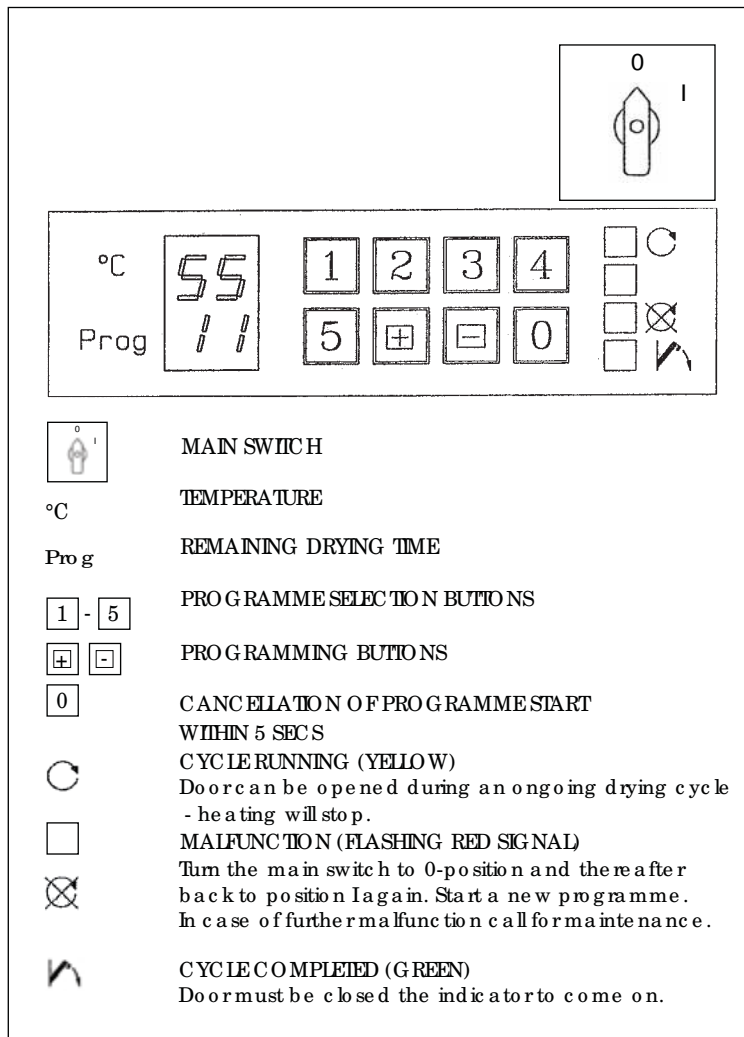 0
I
°C 55 1 2 3 4
Prog 11 5 + - 0
0
I
MAIN SWITCH
°C TEMPERATURE
Prog REMAINING DRYING TIME
1 - 5 PROGRAMME SELECTION BUTTONS
+ - PROGRAMMING BUTTONS
0 CANCELLATION OF PROGRAMME START
WITHIN 5 SECS
CYCLE RUNNING (YELLOW)
Door can be opened during an ongoing drying cycle
- heating will stop.
MALFUNCTION (FLASHING RED SIGNAL)
Turn the main switch to 0-position and thereafter
back to position I again. Start a new programme.
In case of further malfunction call for maintenance.
CYCLE COMPLETED (GREEN)
Door must be closed the indicator to come on.